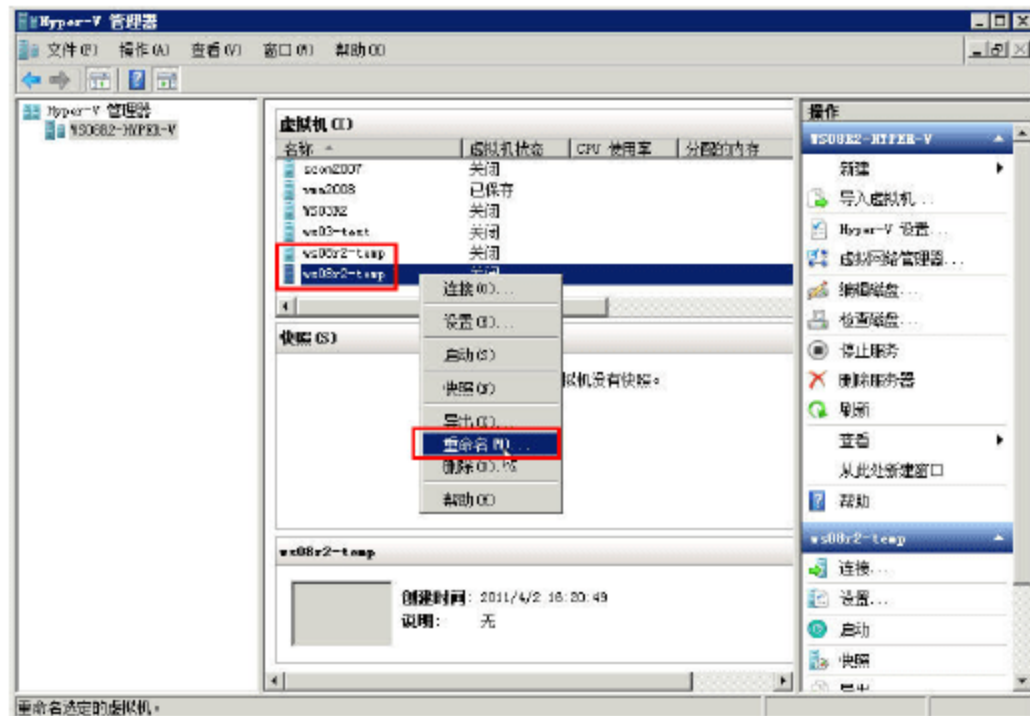 Hyper-V 管理器
文件(F) 操作(A) 查看(V) 窗口(W) 帮助(H)
Hyper-V 管理器
WS08R2-HYPER-V
虚拟机(I)
名称 虚拟机状态 CPU 使用率 分配的内存
scom2007 关闭
vmm2008 已保存
WS03R2 关闭
ws03-test 关闭
ws08r2-temp 关闭
ws08r2-temp 关闭
连接(O)...
设置(E)...
启动(S)
快照(N)
导出(X)...
重命名(M)...
删除(D)...
帮助(H)
快照(S)
拟机没有快照。
ws08r2-temp
创建时间: 2011/4/2 16:20:49
说明: 无
操作
WS08R2-HYPER-V
新建
导入虚拟机...
Hyper-V 设置...
虚拟网络管理器...
编辑磁盘...
检查磁盘...
停止服务
删除服务器
刷新
查看
从此处新建窗口
帮助
ws08r2-temp
连接...
设置...
启动
快照
导出
重命名选定的虚拟机。